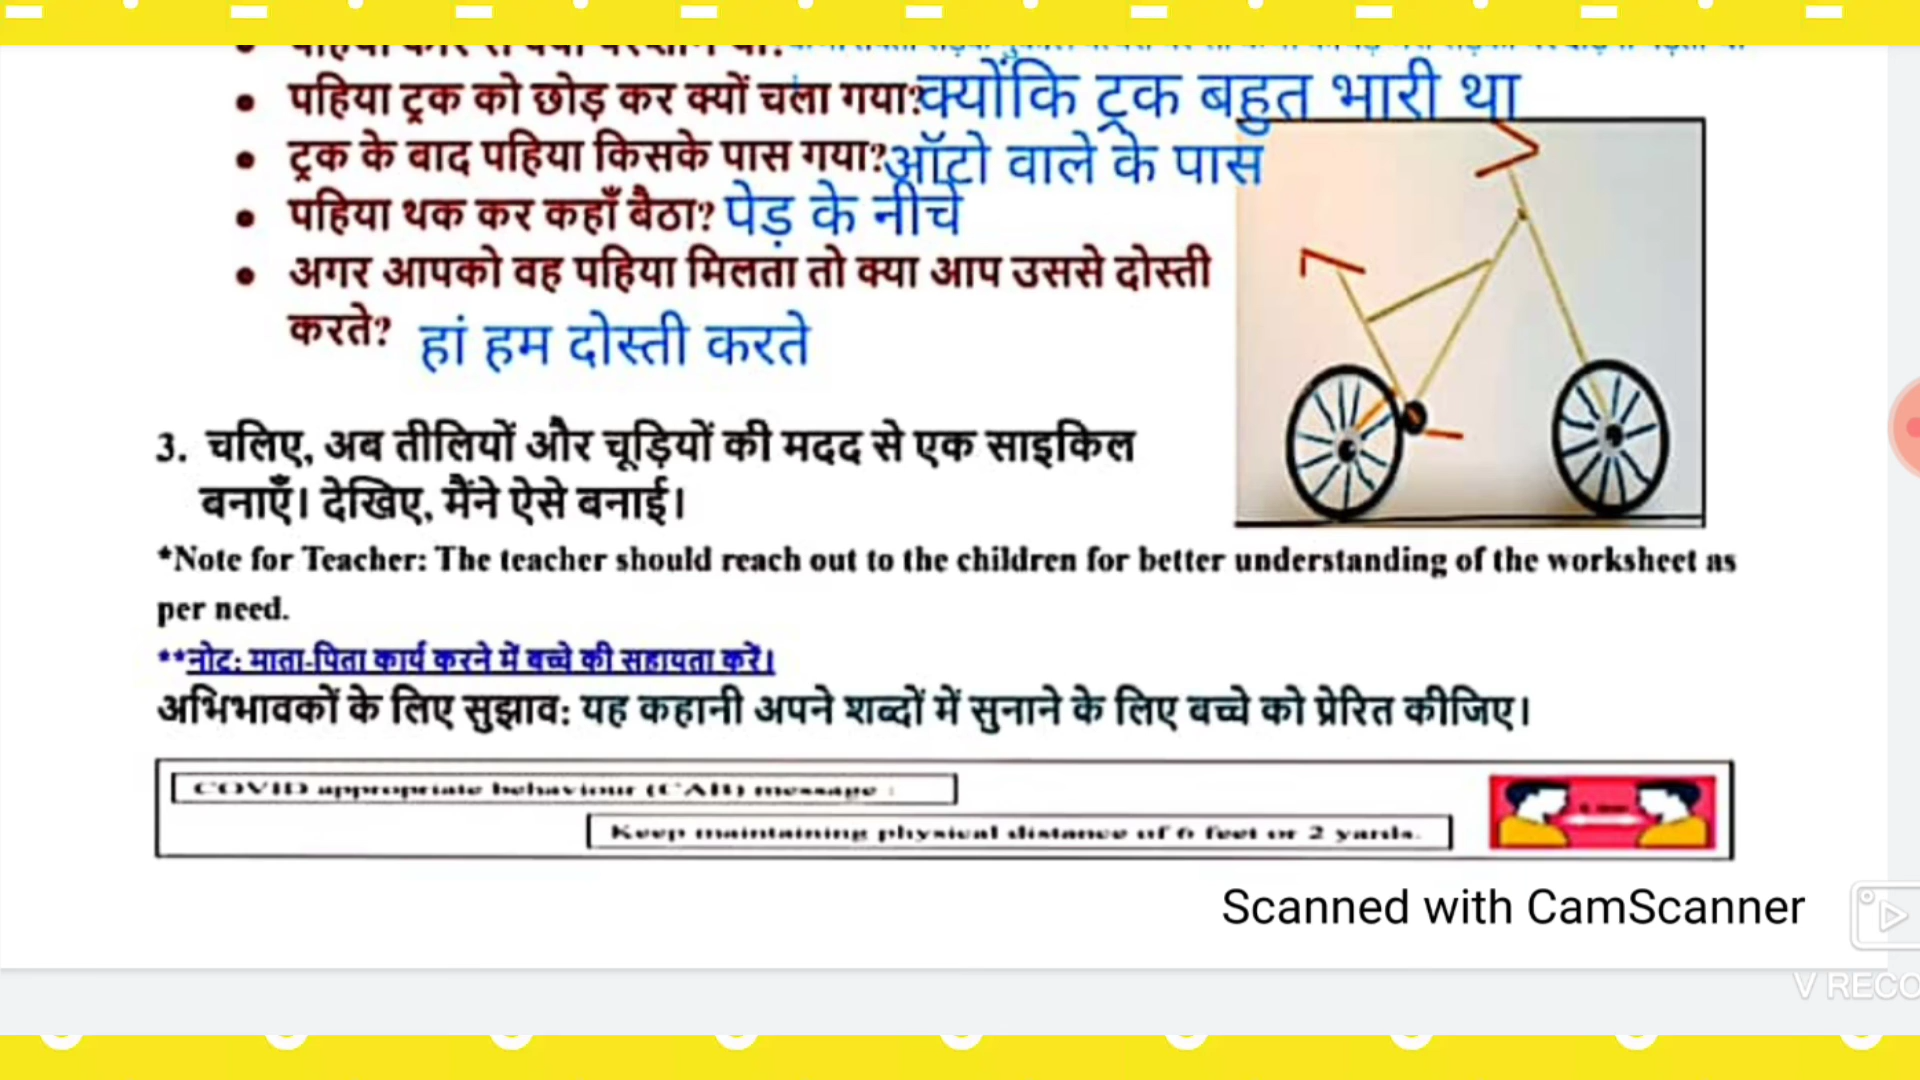 पहिया ट्रक को छोड़ कर क्यों चला गया? क्योंकि ट्रक बहुत भारी था
ट्रक के बाद पहिया किसके पास गया? ऑटो वाले के पास
पहिया थक कर कहाँ बैठा? पेड़ के नीचे
अगर आपको वह पहिया मिलता तो क्या आप उससे दोस्ती
करते? हां हम दोस्ती करते
3. चलिए, अब तीलियों और चूड़ियों की मदद से एक साइकिल
बनाएँ। देखिए, मैंने ऐसे बनाई।
*Note for Teacher: The teacher should reach out to the children for better understanding of the worksheet as
per need.
**नोट: माता-पिता कार्य करने में बच्चे की सहायता करें।
अभिभावकों के लिए सुझाव: यह कहानी अपने शब्दों में सुनाने के लिए बच्चे को प्रेरित कीजिए।
COVID appropriate behaviour (CAB) message :
Keep maintaining physical distance of 6 feet or 2 yards.
Scanned with CamScanner
V RECO